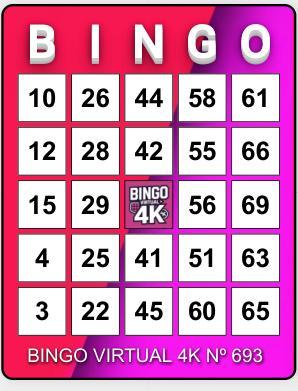 B I N G O
10 26 44 58 61
12 28 42 55 66
15 29 BINGO VIRTUAL 4K 56 69
4 25 41 51 63
3 22 45 60 65
BINGO VIRTUAL 4K Nº 693